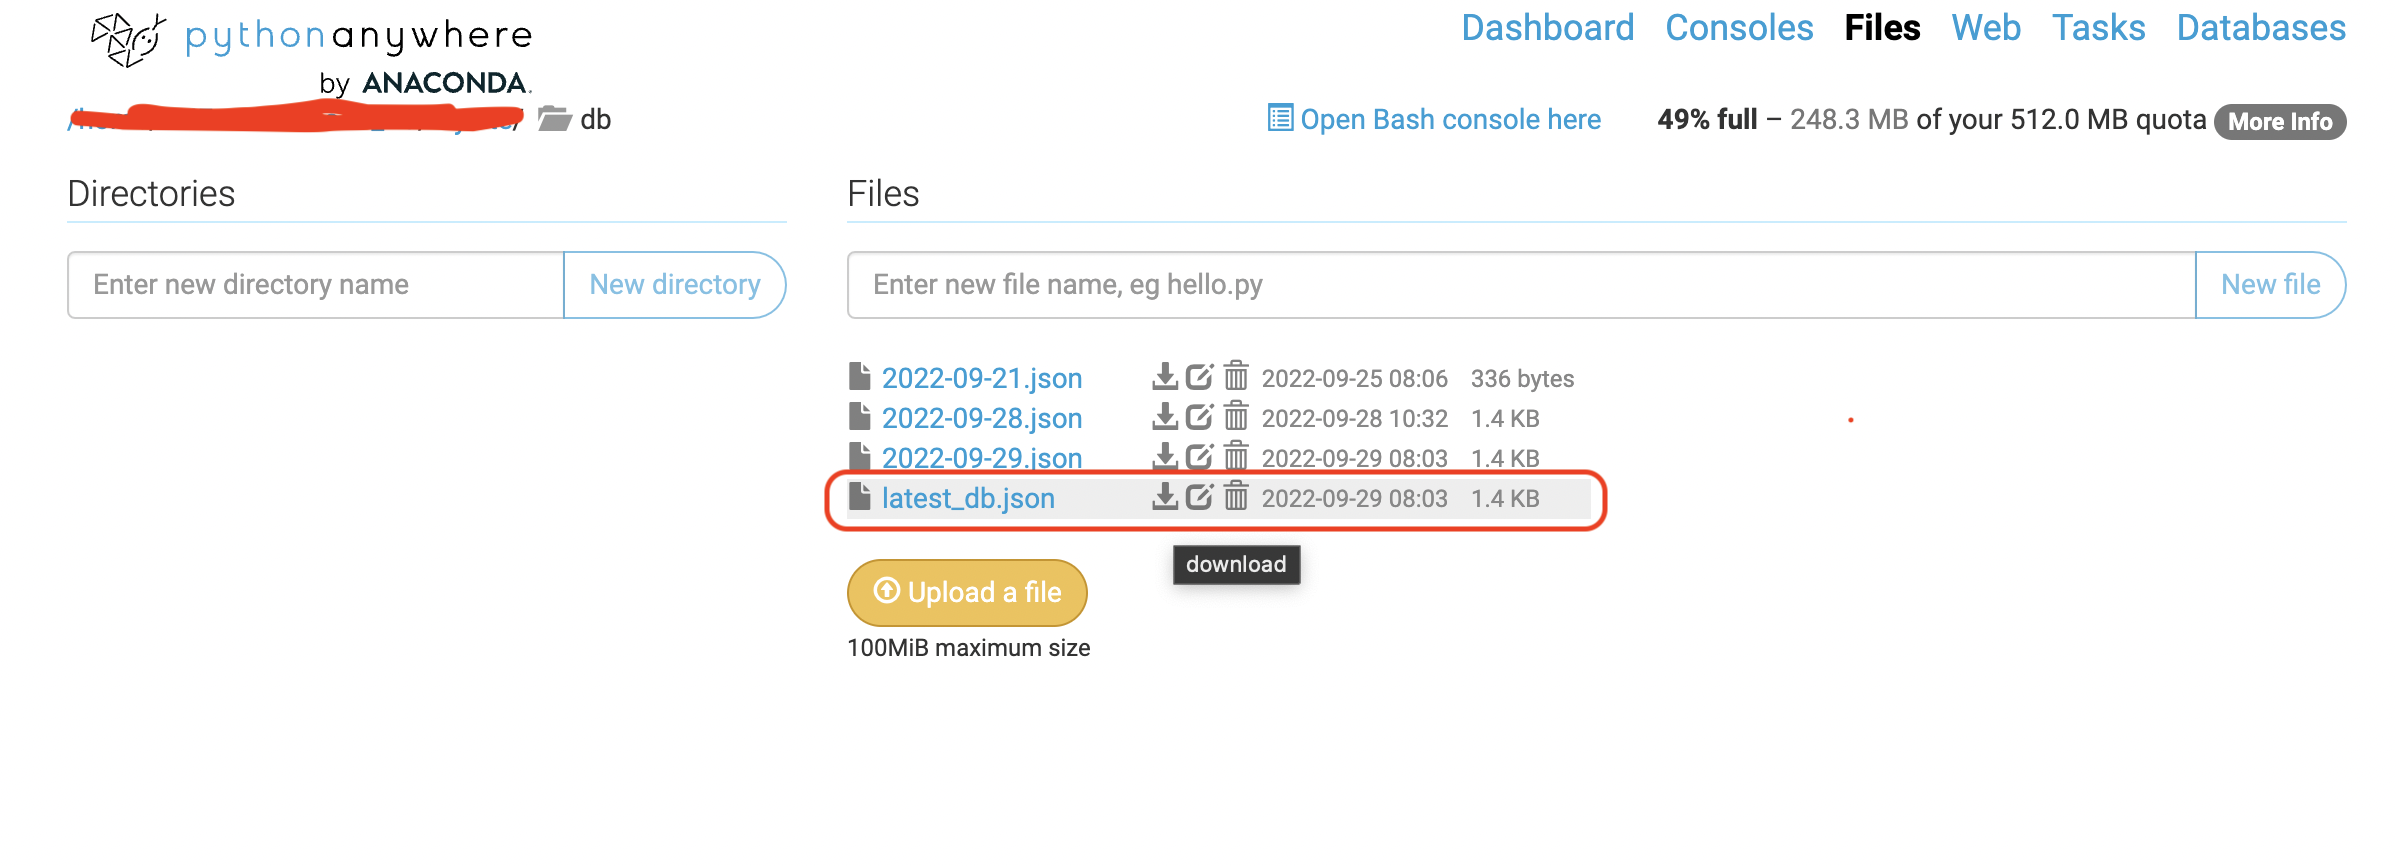 pythonanywhere
by ANACONDA.
Dashboard Consoles Files Web Tasks Databases
db
Open Bash console here
49% full – 248.3 MB of your 512.0 MB quota More Info
Directories
Enter new directory name New directory
Files
Enter new file name, eg hello.py New file
2022-09-21.json 2022-09-25 08:06 336 bytes
2022-09-28.json 2022-09-28 10:32 1.4 KB
2022-09-29.json 2022-09-29 08:03 1.4 KB
latest_db.json 2022-09-29 08:03 1.4 KB
download
Upload a file
100MiB maximum size